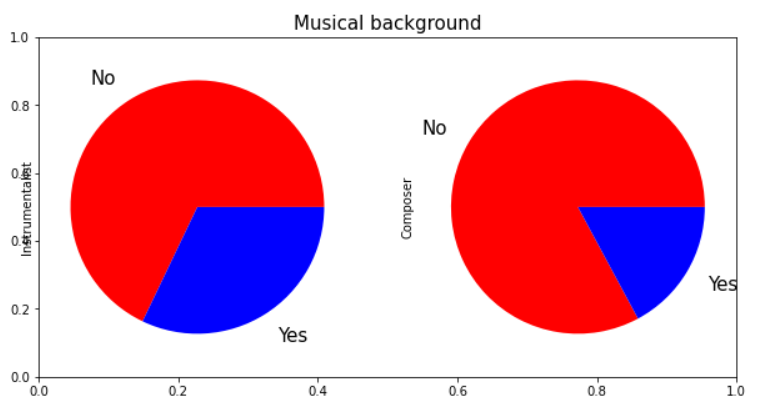 Musical background
1.0
0.8
0.6
0.4
0.2
0.0
Instrumentalist
No
Yes
Composer
No
Yes
0.0
0.2
0.4
0.6
0.8
1.0